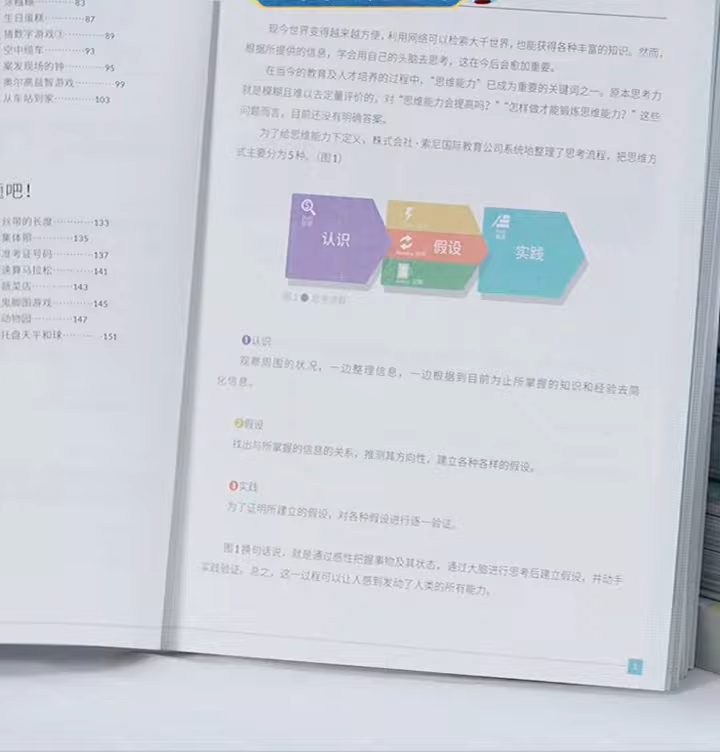 83
生日蛋糕············87
猜数字游戏③············89
空中缆车············93
案发现场的钟············95
奥尔高益智游戏············99
从车站到家············103
吧!
丝带的长度············133
集体照············135
准考证号码············137
速算马拉松············141
蔬菜店············143
鬼脚图游戏············145
动物园············147
托盘天平和球············151
现今世界变得越来越方便，利用网络可以检索大千世界，也能获得各种丰富的知识。然而，
根据所提供的信息，学会用自己的头脑去思考，这在今后会愈加重要。
在当今的教育及人才培养的过程中，“思维能力”已成为重要的关键词之一。原本思考力
就是模糊且难以去定量评价的，对“思维能力会提高吗？”“怎样做才能锻炼思维能力？”这些
问题而言，目前还没有明确答案。
为了给思维能力下定义，株式会社·索尼国际教育公司系统地整理了思考流程，把思维方
式主要分为5种。（图1）
认识
假设
实践
❶认识
观察周围的状况，一边整理信息，一边根据到目前为止所掌握的知识和经验去简
化信息。
❷假设
找出与所掌握的信息的关系，推测其方向性，建立各种各样的假设。
❸实践
为了证明所建立的假设，对各种假设进行逐一验证。
图1换句话说，就是通过感性把握事物及其状态，通过大脑进行思考后建立假设，并动手
实践验证。总之，这一过程可以让人感到发动了人类的所有能力。
1